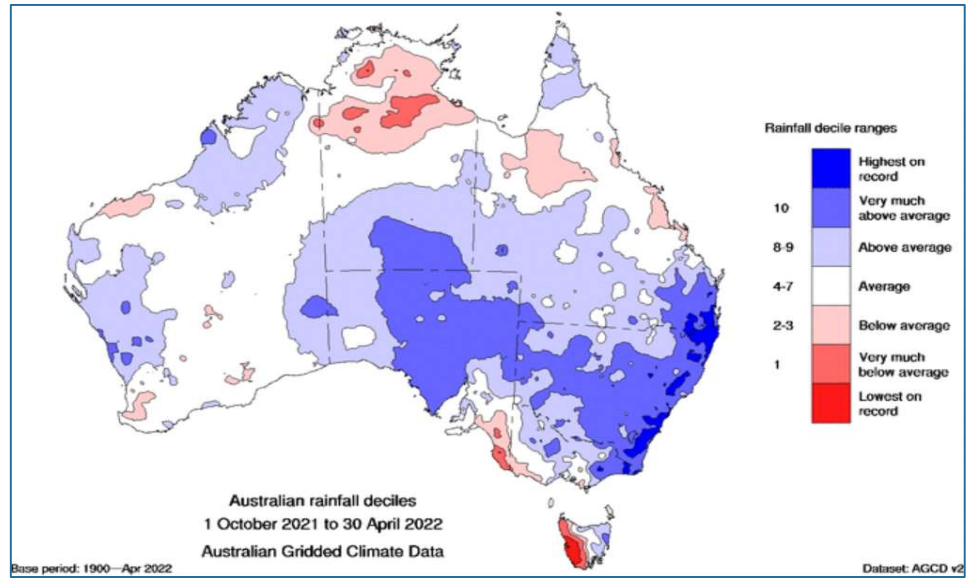 Rainfall decile ranges
Highest on
record
10
Very much
above average
8-9
Above average
4-7
Average
2-3
Below average
1
Very much
below average
Lowest on
record
Australian rainfall deciles
1 October 2021 to 30 April 2022
Australian Gridded Climate Data
Base period: 1900—Apr 2022
Dataset: AGCD v2